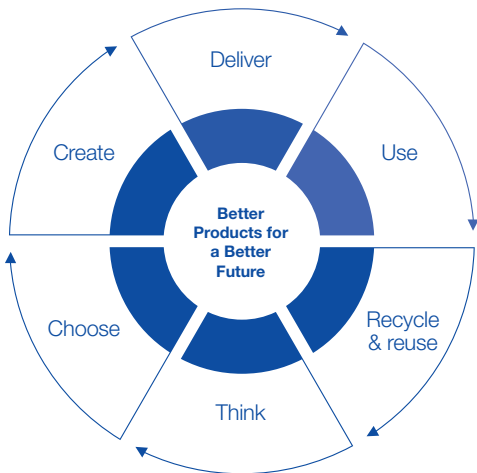 Deliver
Create
Use
Better
Products for
a Better
Future
Choose
Recycle
& reuse
Think